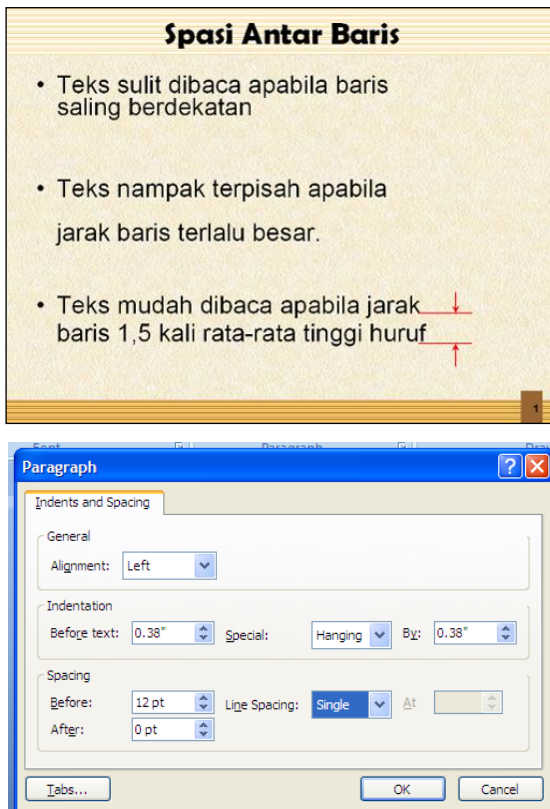 Spasi Antar Baris
• Teks sulit dibaca apabila baris
saling berdekatan
• Teks nampak terpisah apabila
jarak baris terlalu besar.
• Teks mudah dibaca apabila jarak
baris 1,5 kali rata-rata tinggi huruf
1
Font Paragraph
Paragraph
Indents and Spacing
General
Alignment: Left
Indentation
Before text: 0.38" Special: Hanging By: 0.38"
Spacing
Before: 12 pt Line Spacing: Single At
After: 0 pt
Tabs... OK Cancel